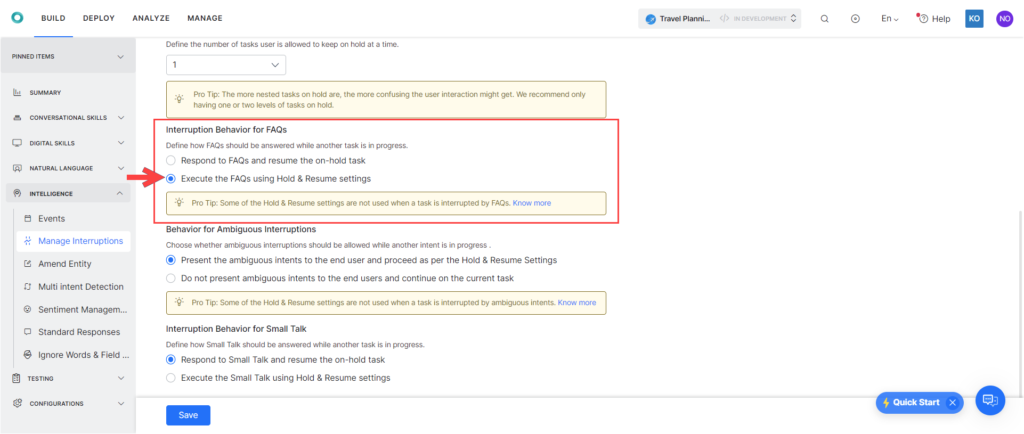 BUILD DEPLOY ANALYZE MANAGE
Travel Planni... IN DEVELOPMENT En Help KO NO
PINNED ITEMS
SUMMARY
CONVERSATIONAL SKILLS
DIGITAL SKILLS
NATURAL LANGUAGE
INTELLIGENCE
Events
Manage Interruptions
Amend Entity
Multi intent Detection
Sentiment Managem...
Standard Responses
Ignore Words & Field ...
TESTING
CONFIGURATIONS
Define the number of tasks user is allowed to keep on hold at a time.
1
Pro Tip: The more nested tasks on hold are, the more confusing the user interaction might get. We recommend only
having one or two levels of tasks on hold.
Interruption Behavior for FAQs
Define how FAQs should be answered while another task is in progress.
Respond to FAQs and resume the on-hold task
Execute the FAQs using Hold & Resume settings
Pro Tip: Some of the Hold & Resume settings are not used when a task is interrupted by FAQs. Know more
Behavior for Ambiguous Interruptions
Choose whether ambiguous interruptions should be allowed while another intent is in progress .
Present the ambiguous intents to the end user and proceed as per the Hold & Resume Settings
Do not present ambiguous intents to the end users and continue on the current task
Pro Tip: Some of the Hold & Resume settings are not used when a task is interrupted by ambiguous intents. Know more
Interruption Behavior for Small Talk
Define how Small Talk should be answered while another task is in progress.
Respond to Small Talk and resume the on-hold task
Execute the Small Talk using Hold & Resume settings
Save
Quick Start